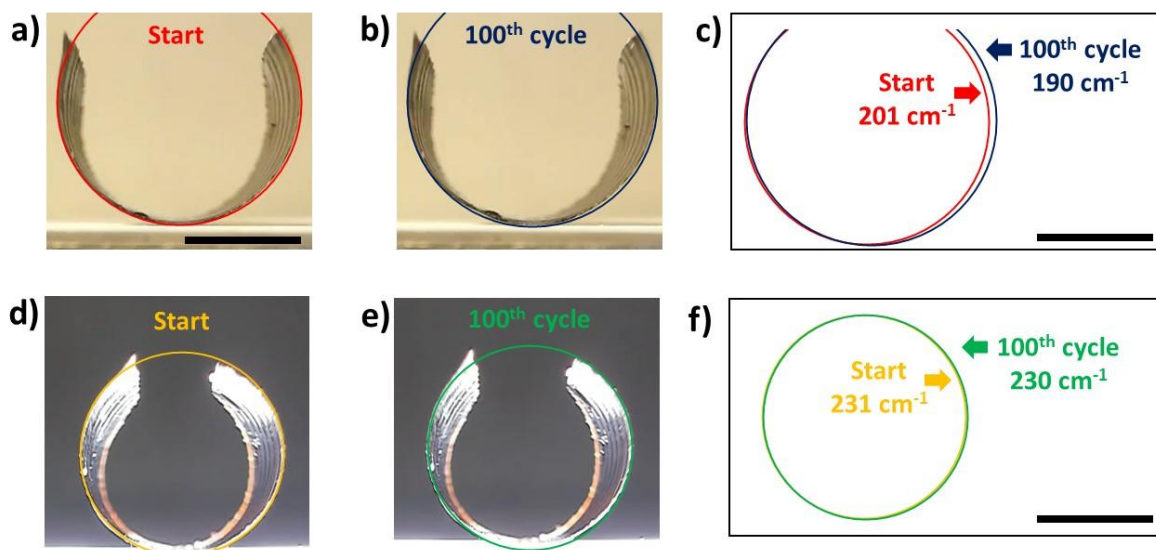 a)
Start
b)
100th cycle
c)
100th cycle
190 cm-1
Start
201 cm-1
d)
Start
e)
100th cycle
f)
100th cycle
230 cm-1
Start
231 cm-1